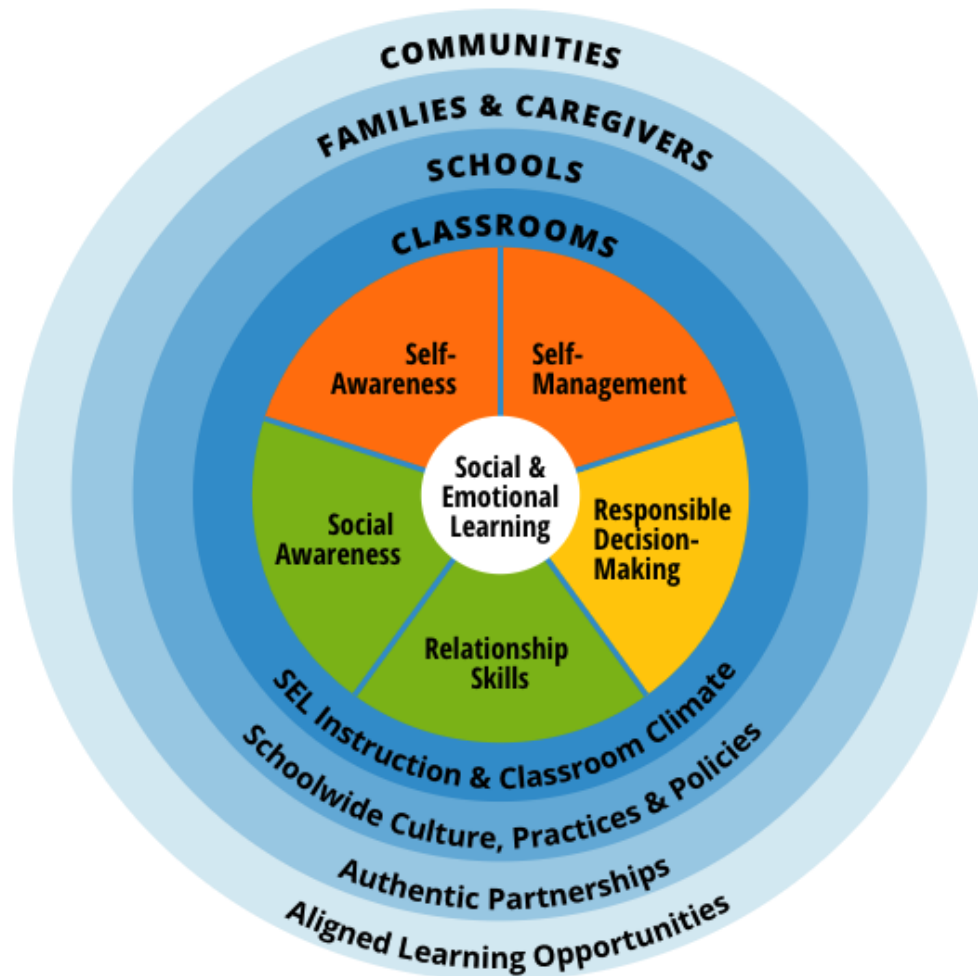 COMMUNITIES
FAMILIES & CAREGIVERS
SCHOOLS
CLASSROOMS
Self-
Awareness
Self-
Management
Social &
Emotional
Learning
Social
Awareness
Responsible
Decision-
Making
Relationship
Skills
SEL Instruction & Classroom Climate
Schoolwide Culture, Practices & Policies
Authentic Partnerships
Aligned Learning Opportunities